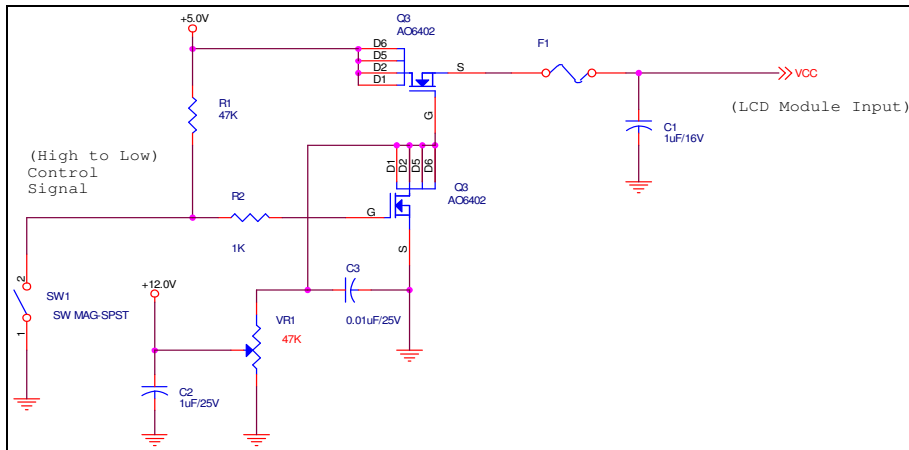 +5.0V
Q3
AO6402
F1
D6
D5
D2
D1
S
G
VCC
(LCD Module Input)
R1
47K
C1
1uF/16V
(High to Low)
Control
Signal
D1
D2
D5
D6
Q3
AO6402
R2
1K
G
S
2
SW1
SW MAG-SPST
1
+12.0V
C3
0.01uF/25V
VR1
47K
C2
1uF/25V